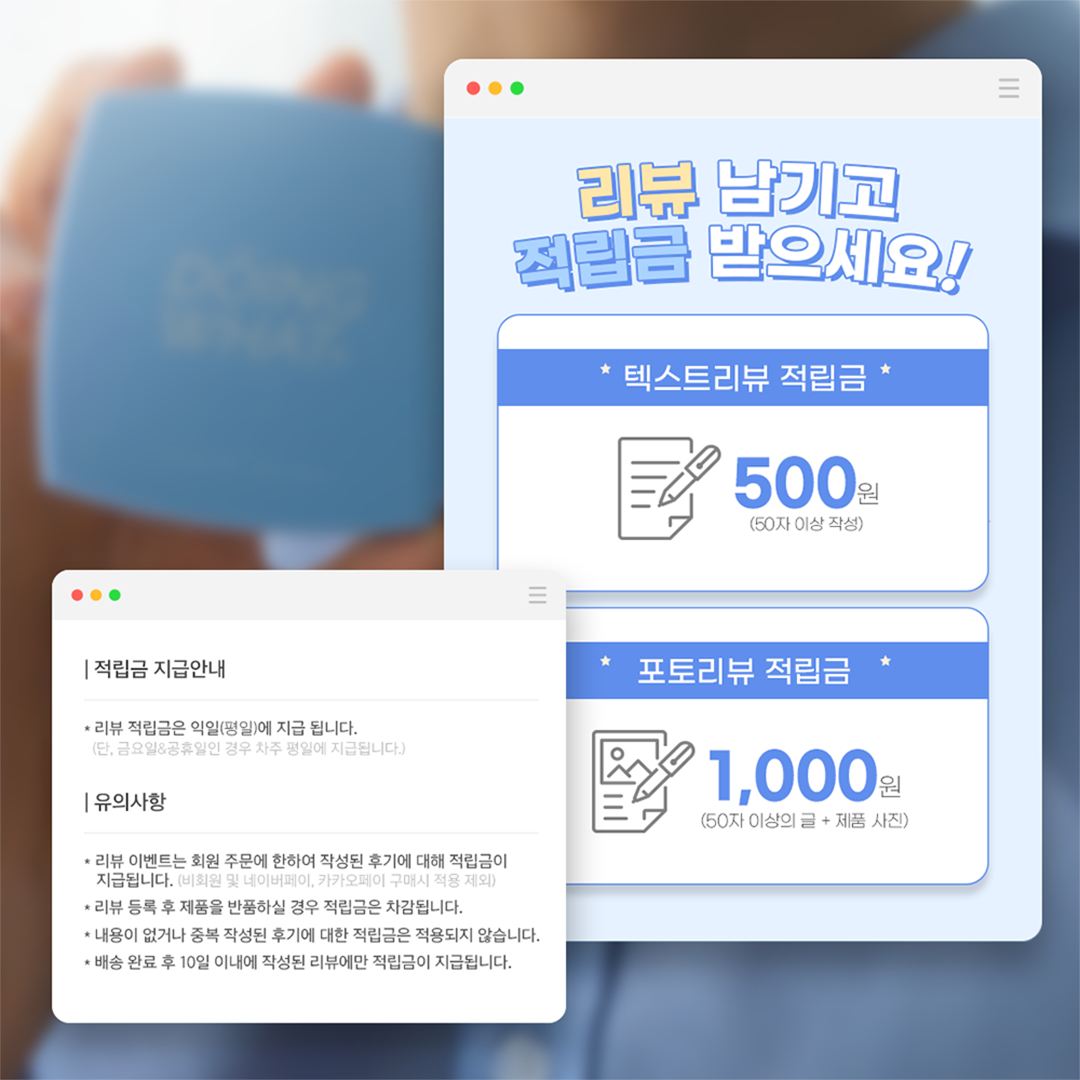 DOING
WHAT.
리뷰 남기고
적립금 받으세요!
텍스트리뷰 적립금
500원
(50자 이상 작성)
포토리뷰 적립금
1,000원
(50자 이상의 글 + 제품 사진)
| 적립금 지급안내
* 리뷰 적립금은 익일(평일)에 지급 됩니다.
(단, 금요일&공휴일인 경우 차주 평일에 지급됩니다.)
| 유의사항
* 리뷰 이벤트는 회원 주문에 한하여 작성된 후기에 대해 적립금이
지급됩니다. (비회원 및 네이버페이, 카카오페이 구매시 적용 제외)
* 리뷰 등록 후 제품을 반품하실 경우 적립금은 차감됩니다.
* 내용이 없거나 중복 작성된 후기에 대한 적립금은 적용되지 않습니다.
* 배송 완료 후 10일 이내에 작성된 리뷰에만 적립금이 지급됩니다.